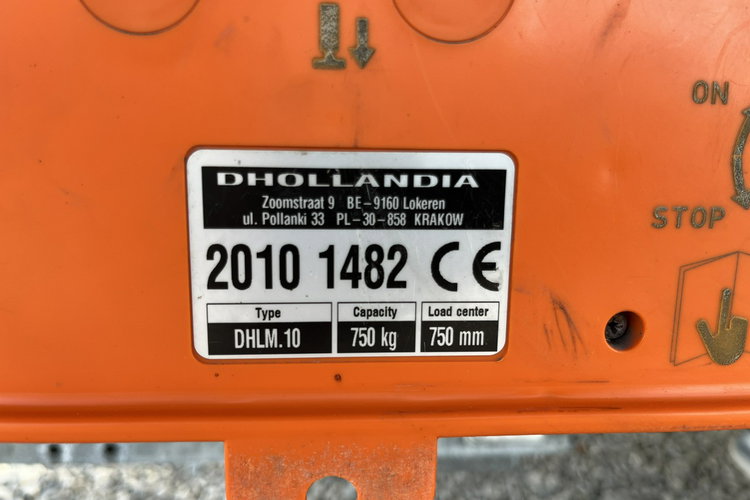 ON
STOP
DHOLLANDIA
Zoomstraat 9 BE-9160 Lokeren
ul. Pollanki 33 PL-30-858 KRAKOW
2010 1482 CE
Type Capacity Load center
DHLM.10 750 kg 750 mm